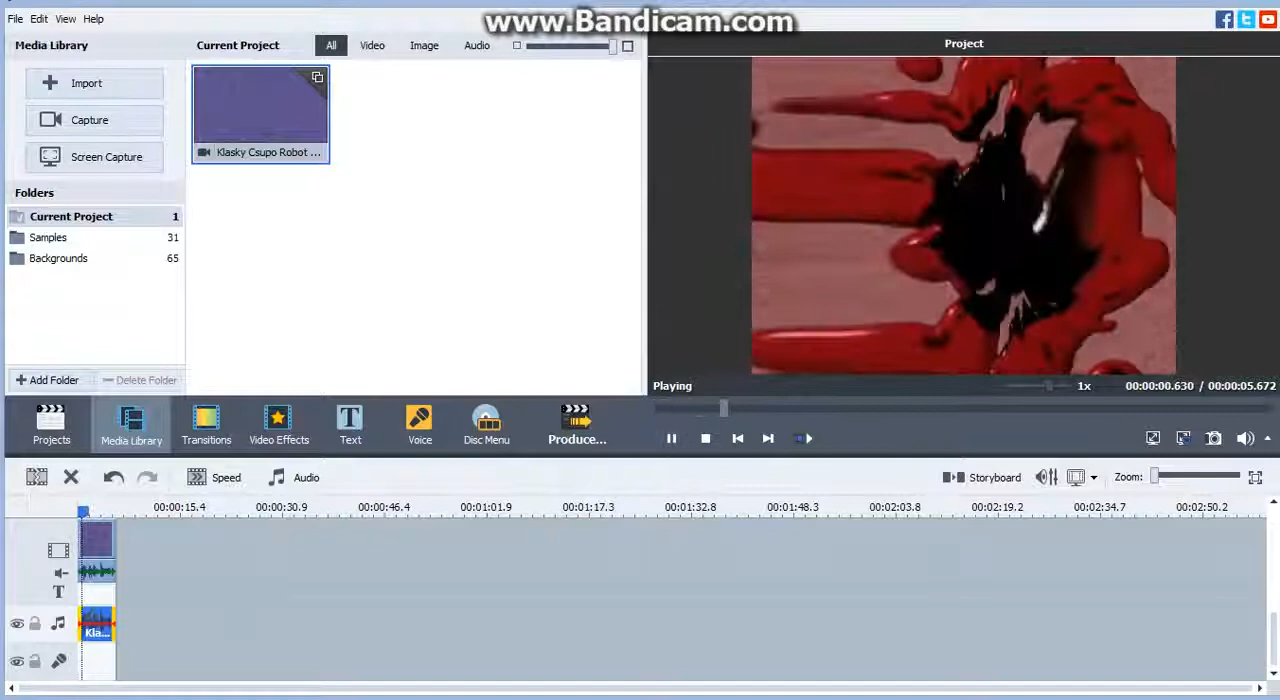 www.Bandicam.com
File Edit View Help
Media Library
Current Project All Video Image Audio
Project
Import
Capture
Screen Capture
Klasky Csupo Robot ...
Folders
Current Project 1
Samples 31
Backgrounds 65
Add Folder Delete Folder
Playing 1x 00:00:00.630 / 00:00:05.672
Projects Media Library Transitions Video Effects Text Voice Disc Menu Produce...
Speed Audio Storyboard Zoom:
00:00:15.4 00:00:30.9 00:00:46.4 00:01:01.9 00:01:17.3 00:01:32.8 00:01:48.3 00:02:03.8 00:02:19.2 00:02:34.7 00:02:50.2
T
Kla...